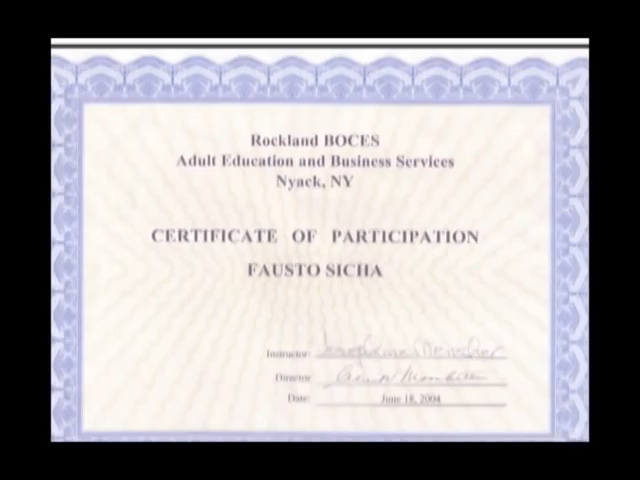 Rockland BOCES
Adult Education and Business Services
Nyack, NY
CERTIFICATE OF PARTICIPATION
FAUSTO SICHA
Instructor:
Director:
Date: June 18, 2004